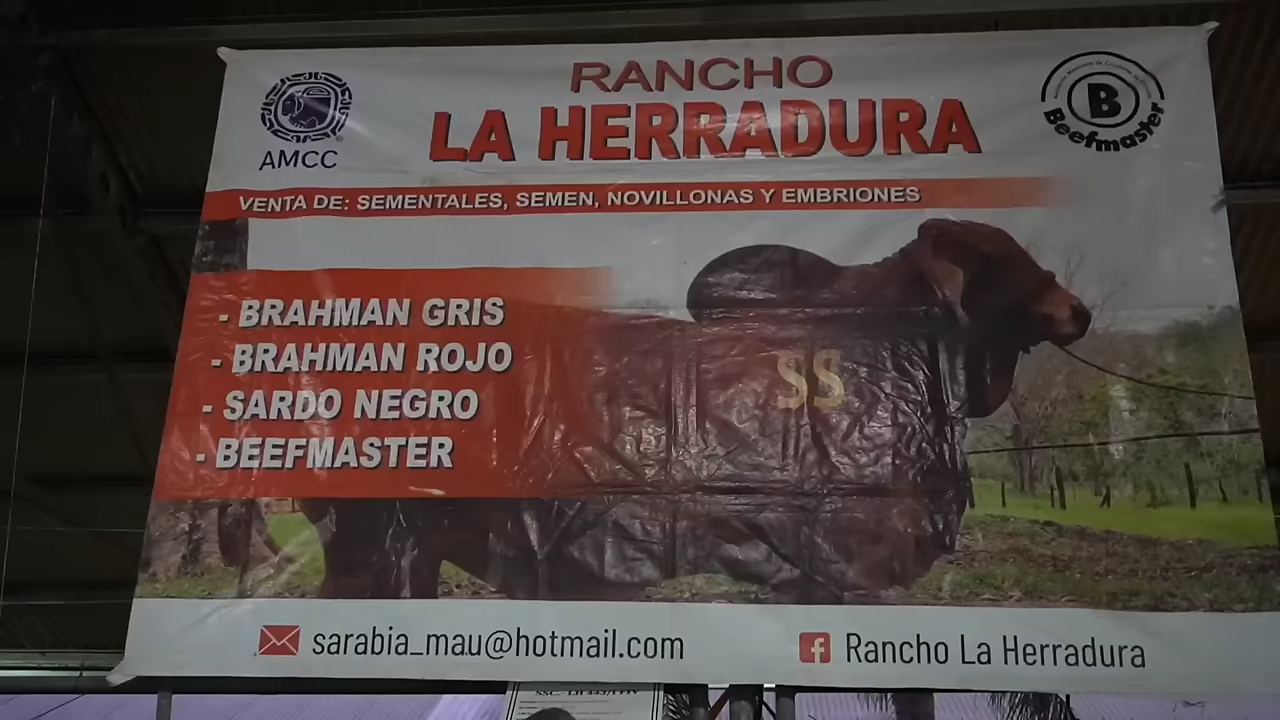 RANCHO
LA HERRADURA
AMCC
Beefmaster
B
VENTA DE: SEMENTALES, SEMEN, NOVILLONAS Y EMBRIONES
- BRAHMAN GRIS
- BRAHMAN ROJO
- SARDO NEGRO
- BEEFMASTER
SS
sarabia_mau@hotmail.com
Rancho La Herradura